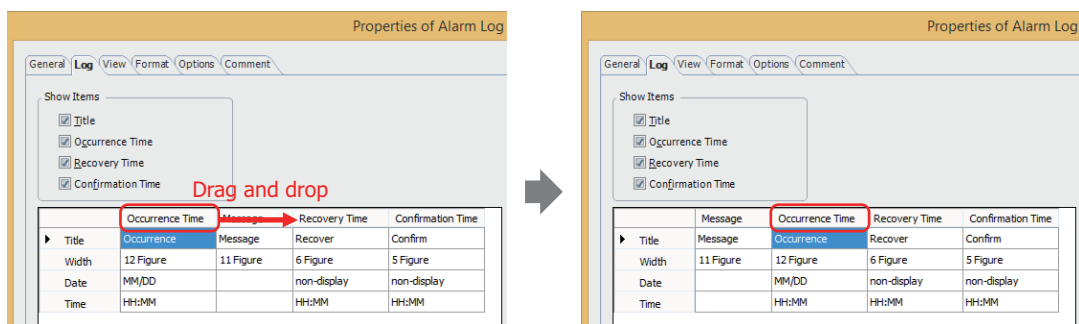 Properties of Alarm Log
General Log View Format Options Comment
Show Items
Title
Occurrence Time
Recovery Time
Confirmation Time
Drag and drop
Occurrence Time Message Recovery Time Confirmation Time
Title Occurrence Message Recover Confirm
Width 12 Figure 11 Figure 6 Figure 5 Figure
Date MM/DD non-display non-display
Time HH:MM HH:MM HH:MM
Properties of Alarm Log
General Log View Format Options Comment
Show Items
Title
Occurrence Time
Recovery Time
Confirmation Time
Message Occurrence Time Recovery Time Confirmation Time
Title Message Occurrence Recover Confirm
Width 11 Figure 12 Figure 6 Figure 5 Figure
Date MM/DD non-display non-display
Time HH:MM HH:MM HH:MM